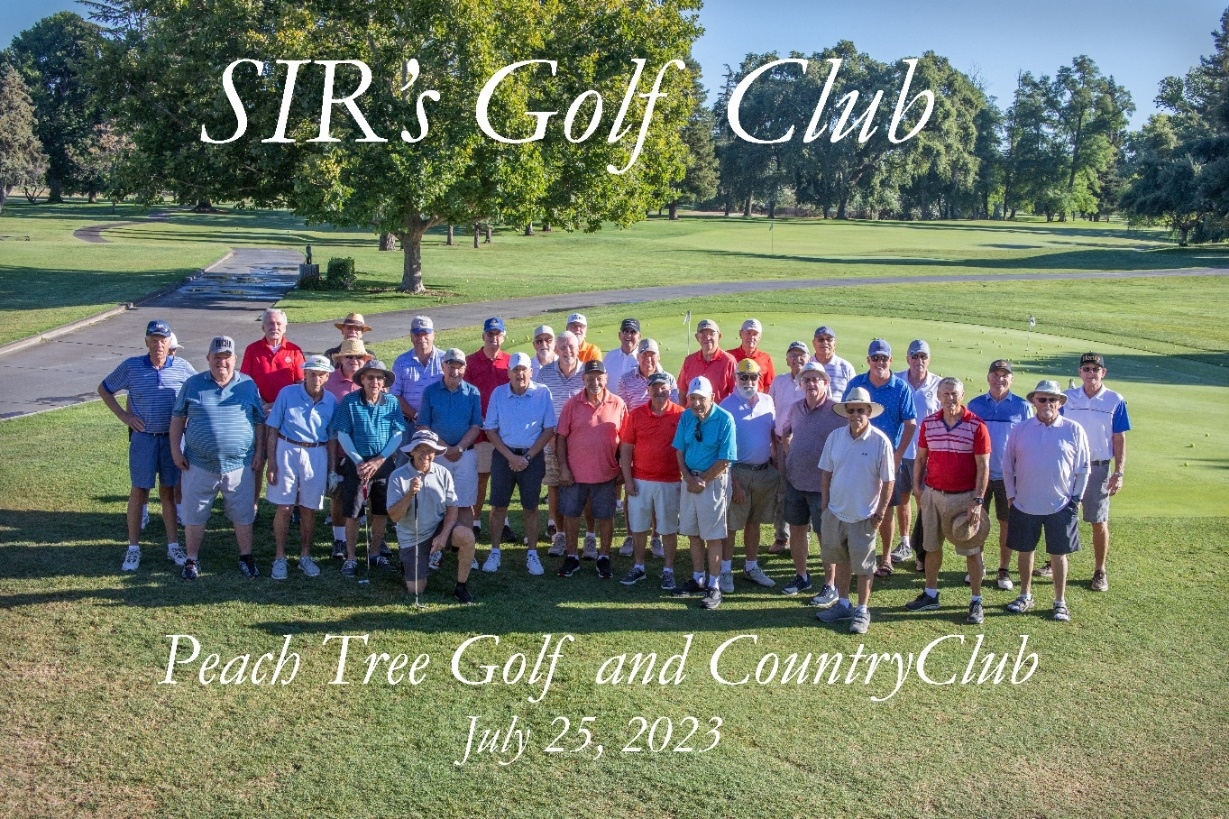 SIR's Golf Club
Peach Tree Golf and CountryClub
July 25, 2023